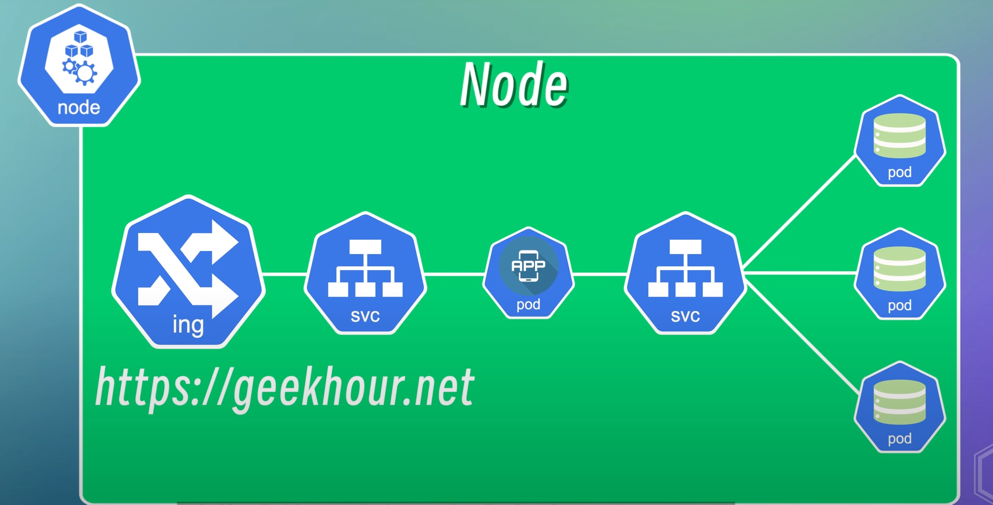 node
Node
ing
svc
APP
pod
svc
pod
pod
pod
https://geekhour.net